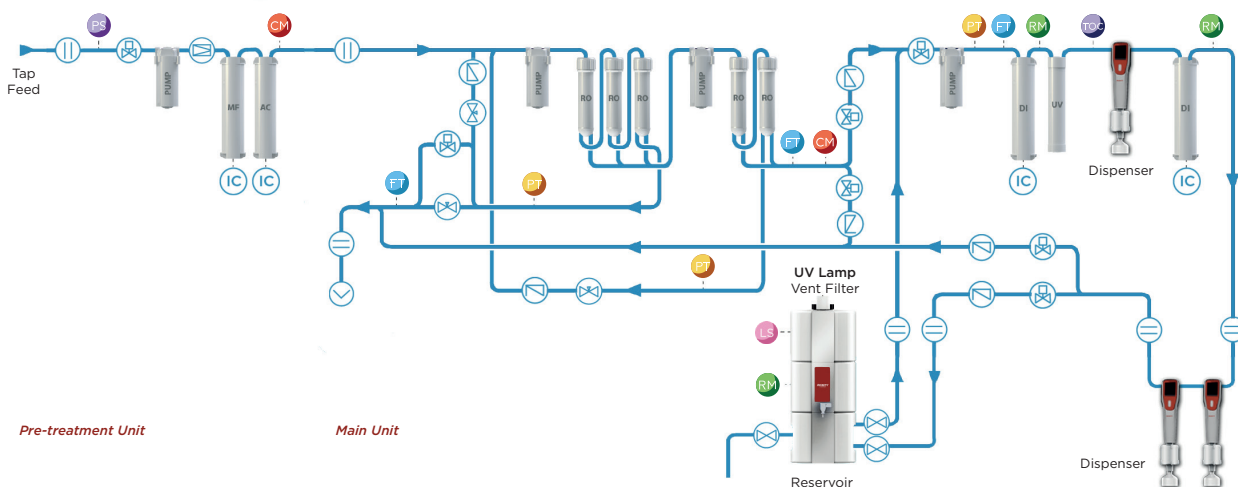 PS
CM
PT
FT
RM
TOC
RM
Tap
Feed
PUMP
MF
AC
PUMP
RO
RO
RO
PUMP
RO
RO
PUMP
DI
UV
DI
FT
CM
Dispenser
IC
IC
IC
IC
FT
PT
PT
UV Lamp
Vent Filter
LS
RM
Pre-treatment Unit
Main Unit
Dispenser
Reservoir